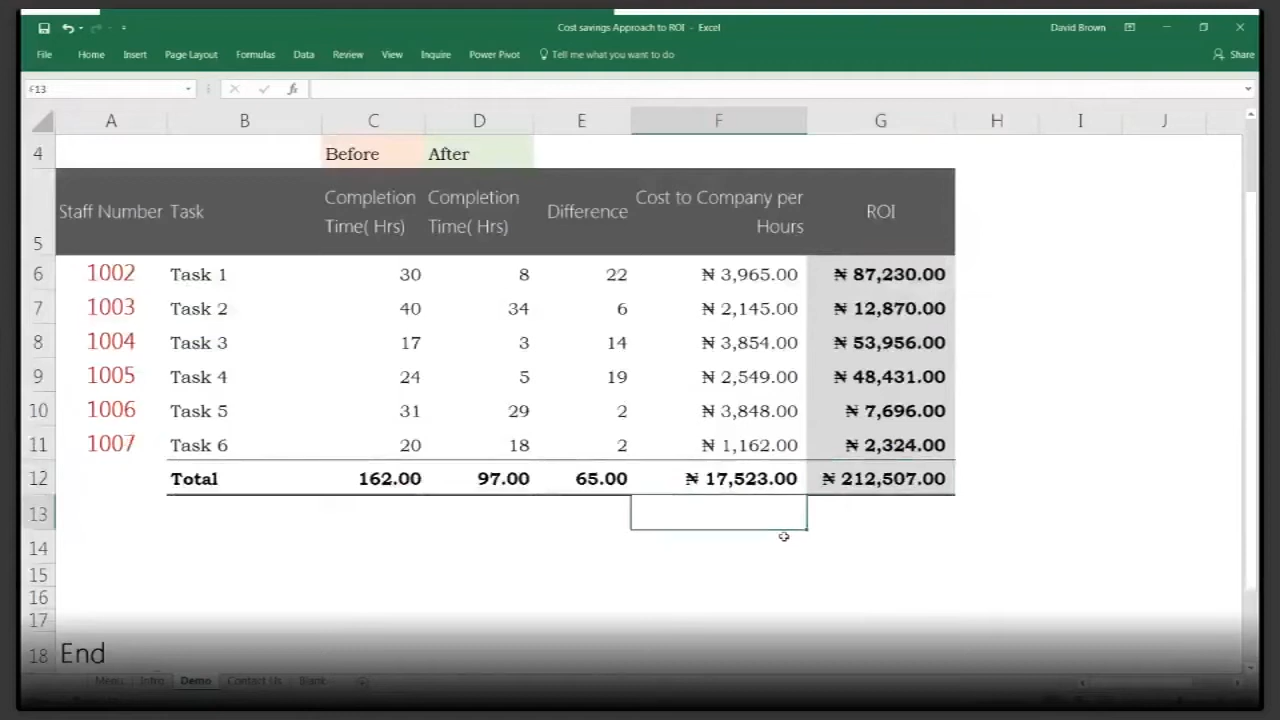 Cost savings Approach to ROI - Excel
David Brown
File Home Insert Page Layout Formulas Data Review View Inquire Power Pivot Tell me what you want to do Share
F13 fx
A B C D E F G H I J
4 Before After
5 Staff Number Task Completion Time( Hrs) Completion Time( Hrs) Difference Cost to Company per Hours ROI
6 1002 Task 1 30 8 22 ₦ 3,965.00 ₦ 87,230.00
7 1003 Task 2 40 34 6 ₦ 2,145.00 ₦ 12,870.00
8 1004 Task 3 17 3 14 ₦ 3,854.00 ₦ 53,956.00
9 1005 Task 4 24 5 19 ₦ 2,549.00 ₦ 48,431.00
10 1006 Task 5 31 29 2 ₦ 3,848.00 ₦ 7,696.00
11 1007 Task 6 20 18 2 ₦ 1,162.00 ₦ 2,324.00
12 Total 162.00 97.00 65.00 ₦ 17,523.00 ₦ 212,507.00
13
14
15
16
17
18 End
Menu Intro Demo Contact Us Blank